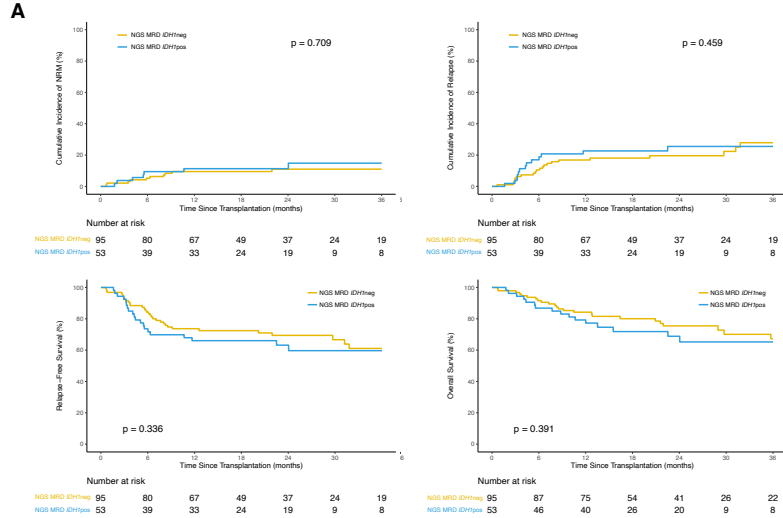 A
NGS MRD IDH1neg
NGS MRD IDH1pos
p = 0.709
Cumulative Incidence of NRM (%)
100
80
60
40
20
0
0 6 12 18 24 30 36
Time Since Transplantation (months)
Number at risk
NGS MRD IDH1neg 95 80 67 49 37 24 19
NGS MRD IDH1pos 53 39 33 24 19 9 8
NGS MRD IDH1neg
NGS MRD IDH1pos
p = 0.459
Cumulative Incidence of Relapse (%)
100
80
60
40
20
0
0 6 12 18 24 30 36
Time Since Transplantation (months)
Number at risk
NGS MRD IDH1neg 95 80 67 49 37 24 19
NGS MRD IDH1pos 53 39 33 24 19 9 8
NGS MRD IDH1neg
NGS MRD IDH1pos
p = 0.336
Relapse−Free Survival (%)
100
80
60
40
20
0
0 6 12 24 30 36 6
Time Since Transplantation (months)
Number at risk
NGS MRD IDH1neg 95 80 67 49 37 24 19
NGS MRD IDH1pos 53 39 33 24 19 9 8
NGS MRD IDH1neg
NGS MRD IDH1pos
p = 0.391
Overall Survival (%)
100
80
60
40
20
0
0 6 12 18 24 30 36
Time Since Transplantation (months)
Number at risk
NGS MRD IDH1neg 95 87 75 54 41 26 22
NGS MRD IDH1pos 53 46 40 26 20 9 8